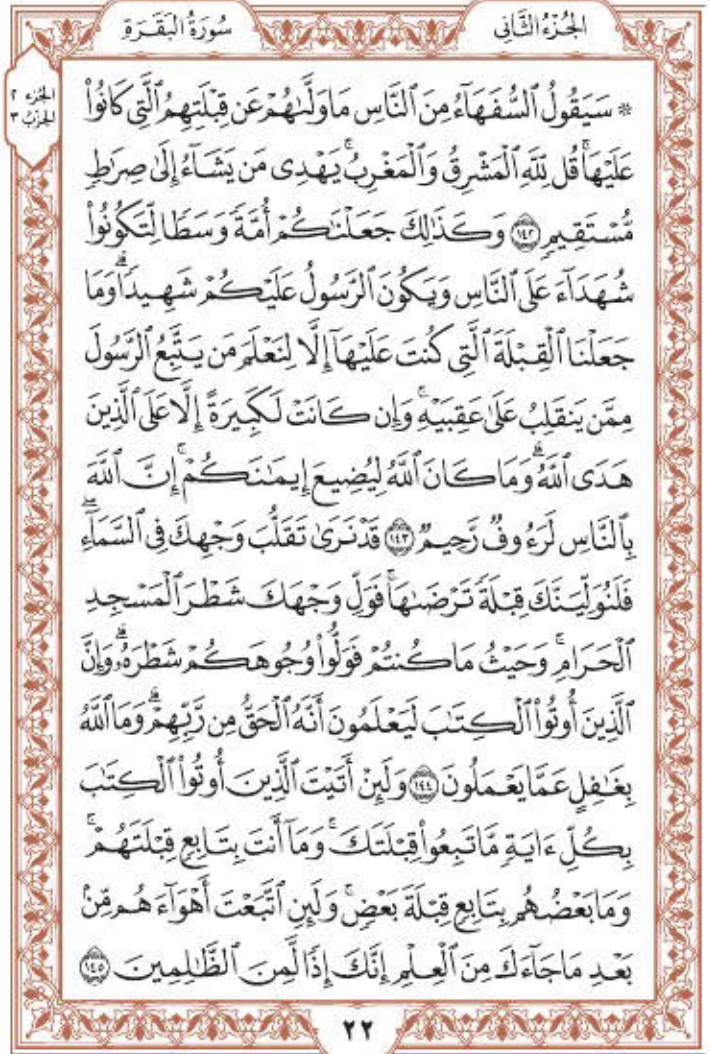 سُورَةُ البَقَرَةِ
الجُزْءُ الثَّانِي
الجزء ٢
الحزب ٣
۞ سَيَقُولُ ٱلسُّفَهَآءُ مِنَ ٱلنَّاسِ مَا وَلَّىٰهُمْ عَن قِبْلَتِهِمُ ٱلَّتِي كَانُوا۟
عَلَيْهَاۚ قُل لِّلَّهِ ٱلْمَشْرِقُ وَٱلْمَغْرِبُۚ يَهْدِي مَن يَشَآءُ إِلَىٰ صِرَٰطٍ
مُّسْتَقِيمٍ ١٤٢ وَكَذَٰلِكَ جَعَلْنَٰكُمْ أُمَّةً وَسَطًا لِّتَكُونُوا۟
شُهَدَآءَ عَلَى ٱلنَّاسِ وَيَكُونَ ٱلرَّسُولُ عَلَيْكُمْ شَهِيدًاۗ وَمَا
جَعَلْنَا ٱلْقِبْلَةَ ٱلَّتِي كُنتَ عَلَيْهَآ إِلَّا لِنَعْلَمَ مَن يَتَّبِعُ ٱلرَّسُولَ
مِمَّن يَنقَلِبُ عَلَىٰ عَقِبَيْهِۚ وَإِن كَانَتْ لَكَبِيرَةً إِلَّا عَلَى ٱلَّذِينَ
هَدَى ٱللَّهُۗ وَمَا كَانَ ٱللَّهُ لِيُضِيعَ إِيمَٰنَكُمْۚ إِنَّ ٱللَّهَ
بِٱلنَّاسِ لَرَءُوفٌ رَّحِيمٌ ١٤٣ قَدْ نَرَىٰ تَقَلُّبَ وَجْهِكَ فِي ٱلسَّمَآءِۖ
فَلَنُوَلِّيَنَّكَ قِبْلَةً تَرْضَىٰهَاۚ فَوَلِّ وَجْهَكَ شَطْرَ ٱلْمَسْجِدِ
ٱلْحَرَامِۚ وَحَيْثُ مَا كُنتُمْ فَوَلُّوا۟ وُجُوهَكُمْ شَطْرَهُۥۗ وَإِنَّ
ٱلَّذِينَ أُوتُوا۟ ٱلْكِتَٰبَ لَيَعْلَمُونَ أَنَّهُ ٱلْحَقُّ مِن رَّبِّهِمْۗ وَمَا ٱللَّهُ
بِغَٰفِلٍ عَمَّا يَعْمَلُونَ ١٤٤ وَلَئِنْ أَتَيْتَ ٱلَّذِينَ أُوتُوا۟ ٱلْكِتَٰبَ
بِكُلِّ ءَايَةٍ مَّا تَبِعُوا۟ قِبْلَتَكَۚ وَمَآ أَنتَ بِتَابِعٍ قِبْلَتَهُمْۚ
وَمَا بَعْضُهُم بِتَابِعٍ قِبْلَةَ بَعْضٍۚ وَلَئِنِ ٱتَّبَعْتَ أَهْوَآءَهُم مِّنۢ
بَعْدِ مَا جَآءَكَ مِنَ ٱلْعِلْمِ إِنَّكَ إِذًا لَّمِنَ ٱلظَّٰلِمِينَ ١٤٥
٢٢